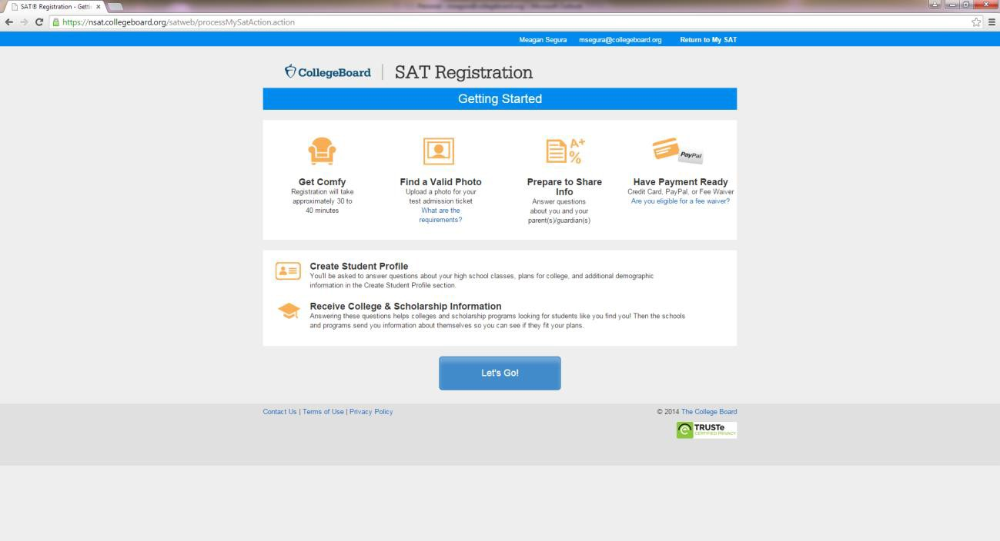 SAT® Registration - Getti
https://nsat.collegeboard.org/satweb/processMySatAction.action
Meagan Segura msegura@collegeboard.org Return to My SAT
CollegeBoard SAT Registration
Getting Started
A+
%
PayPal
Get Comfy
Registration will take
approximately 30 to
40 minutes
Find a Valid Photo
Upload a photo for your
test admission ticket
What are the
requirements?
Prepare to Share
Info
Answer questions
about you and your
parent(s)/guardian(s)
Have Payment Ready
Credit Card, PayPal, or Fee Waiver
Are you eligible for a fee waiver?
Create Student Profile
You'll be asked to answer questions about your high school classes, plans for college, and additional demographic
information in the Create Student Profile section.
Receive College & Scholarship Information
Answering these questions helps colleges and scholarship programs looking for students like you find you! Then the schools
and programs send you information about themselves so you can see if they fit your plans.
Let's Go!
Contact Us | Terms of Use | Privacy Policy
© 2014 The College Board
TRUSTe
CERTIFIED PRIVACY